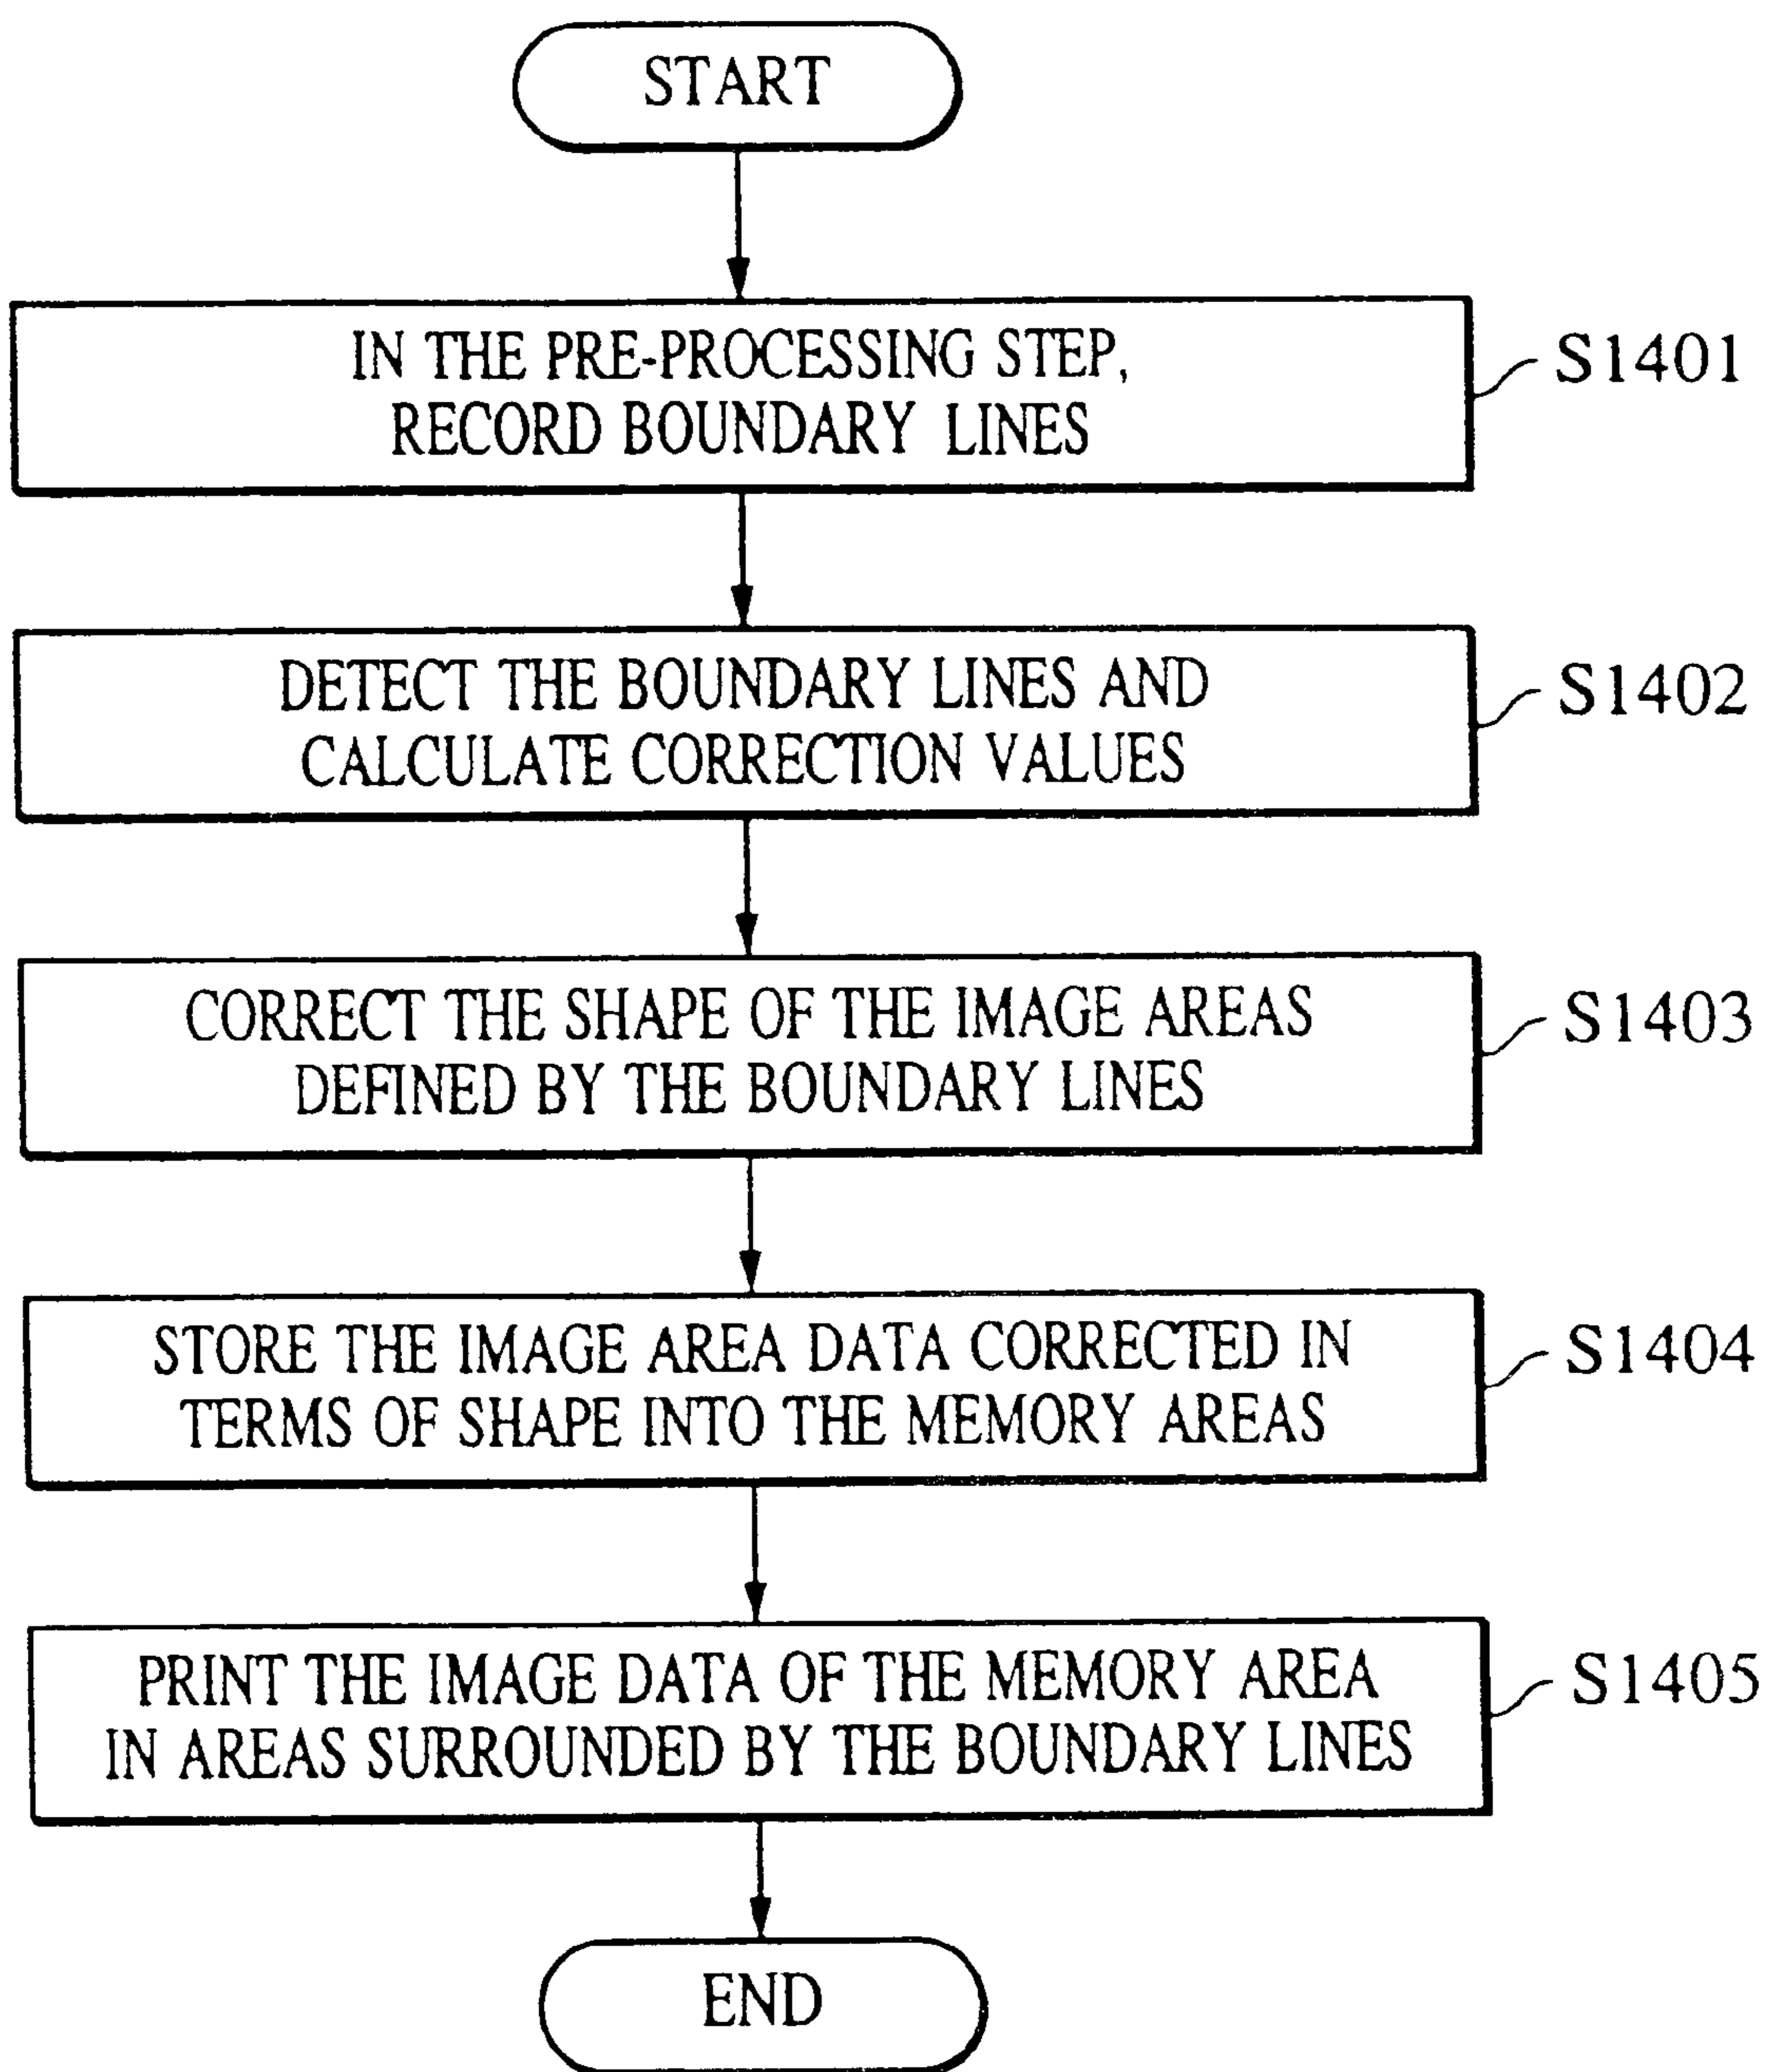 START
IN THE PRE-PROCESSING STEP,
RECORD BOUNDARY LINES
S1401
DETECT THE BOUNDARY LINES AND
CALCULATE CORRECTION VALUES
S1402
CORRECT THE SHAPE OF THE IMAGE AREAS
DEFINED BY THE BOUNDARY LINES
S1403
STORE THE IMAGE AREA DATA CORRECTED IN
TERMS OF SHAPE INTO THE MEMORY AREAS
S1404
PRINT THE IMAGE DATA OF THE MEMORY AREA
IN AREAS SURROUNDED BY THE BOUNDARY LINES
S1405
END